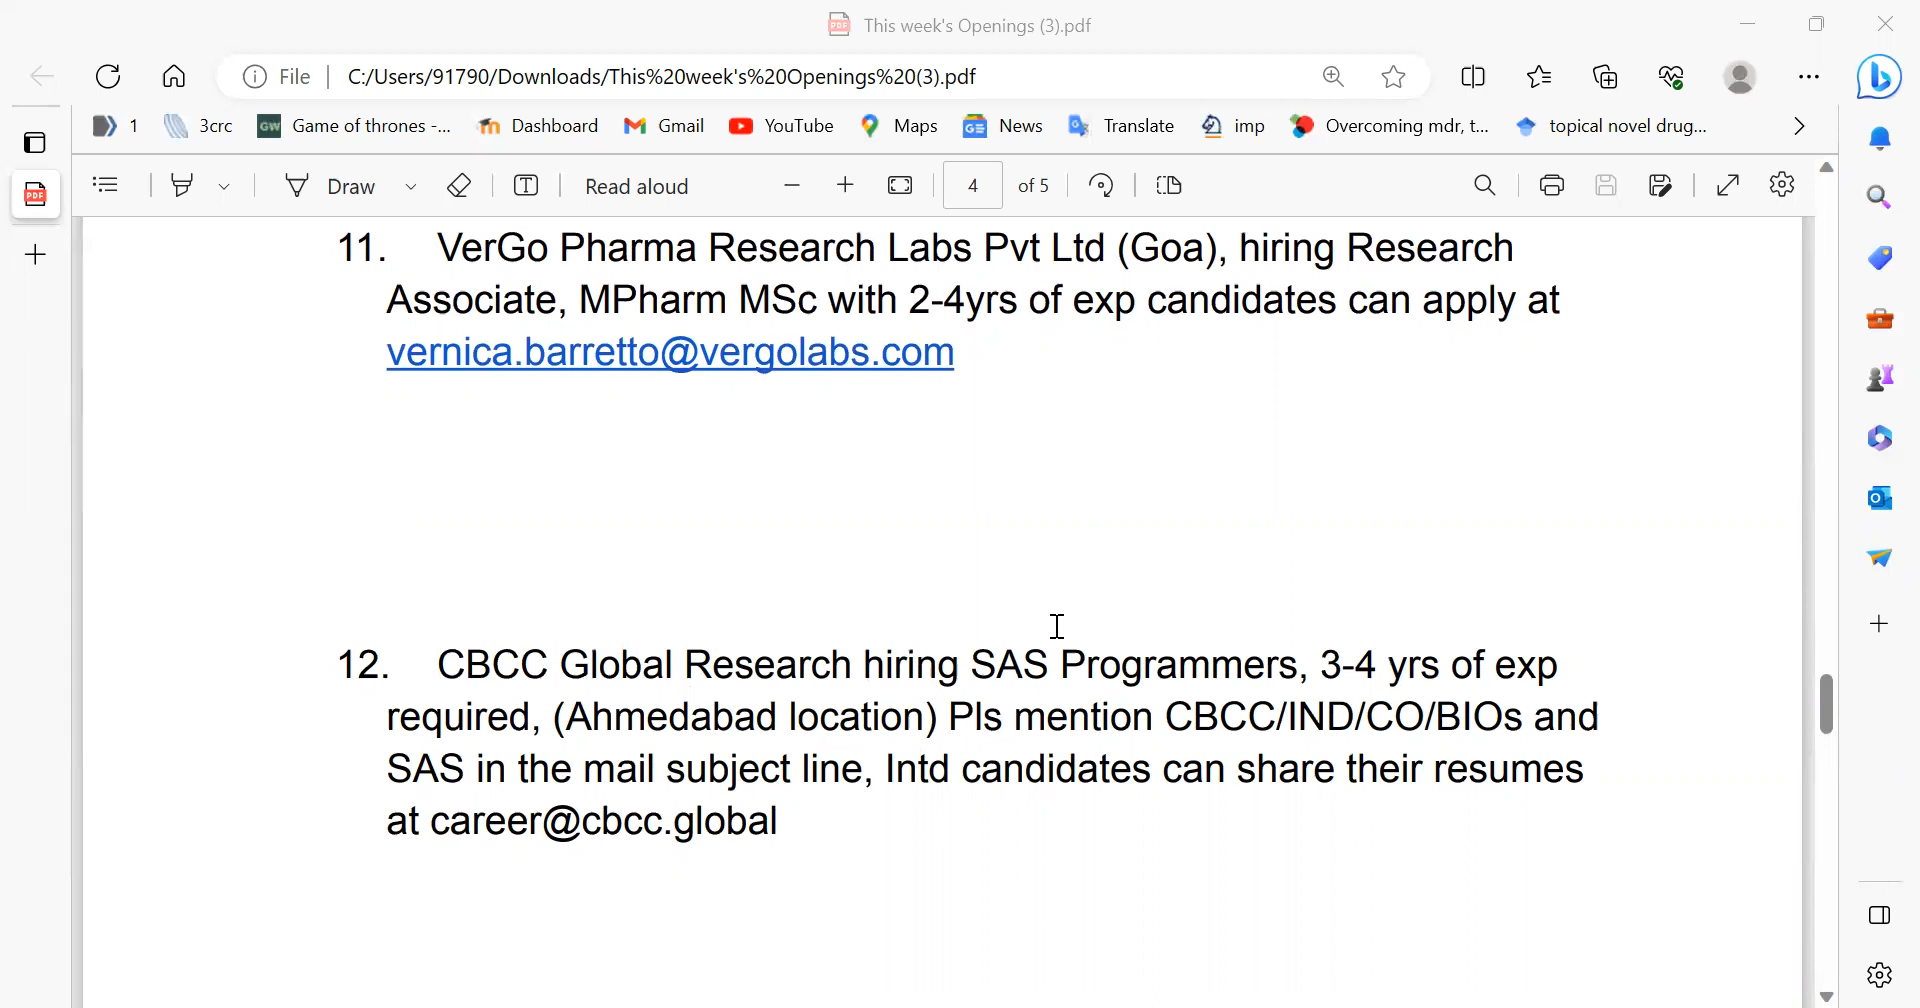 This week's Openings (3).pdf
File C:/Users/91790/Downloads/This%20week's%20Openings%20(3).pdf
1 3crc GW Game of thrones -... Dashboard Gmail YouTube Maps News Translate imp Overcoming mdr, t... topical novel drug...
Draw Read aloud 4 of 5
11. VerGo Pharma Research Labs Pvt Ltd (Goa), hiring Research
Associate, MPharm MSc with 2-4yrs of exp candidates can apply at
vernica.barretto@vergolabs.com
12. CBCC Global Research hiring SAS Programmers, 3-4 yrs of exp
required, (Ahmedabad location) Pls mention CBCC/IND/CO/BIOs and
SAS in the mail subject line, Intd candidates can share their resumes
at career@cbcc.global